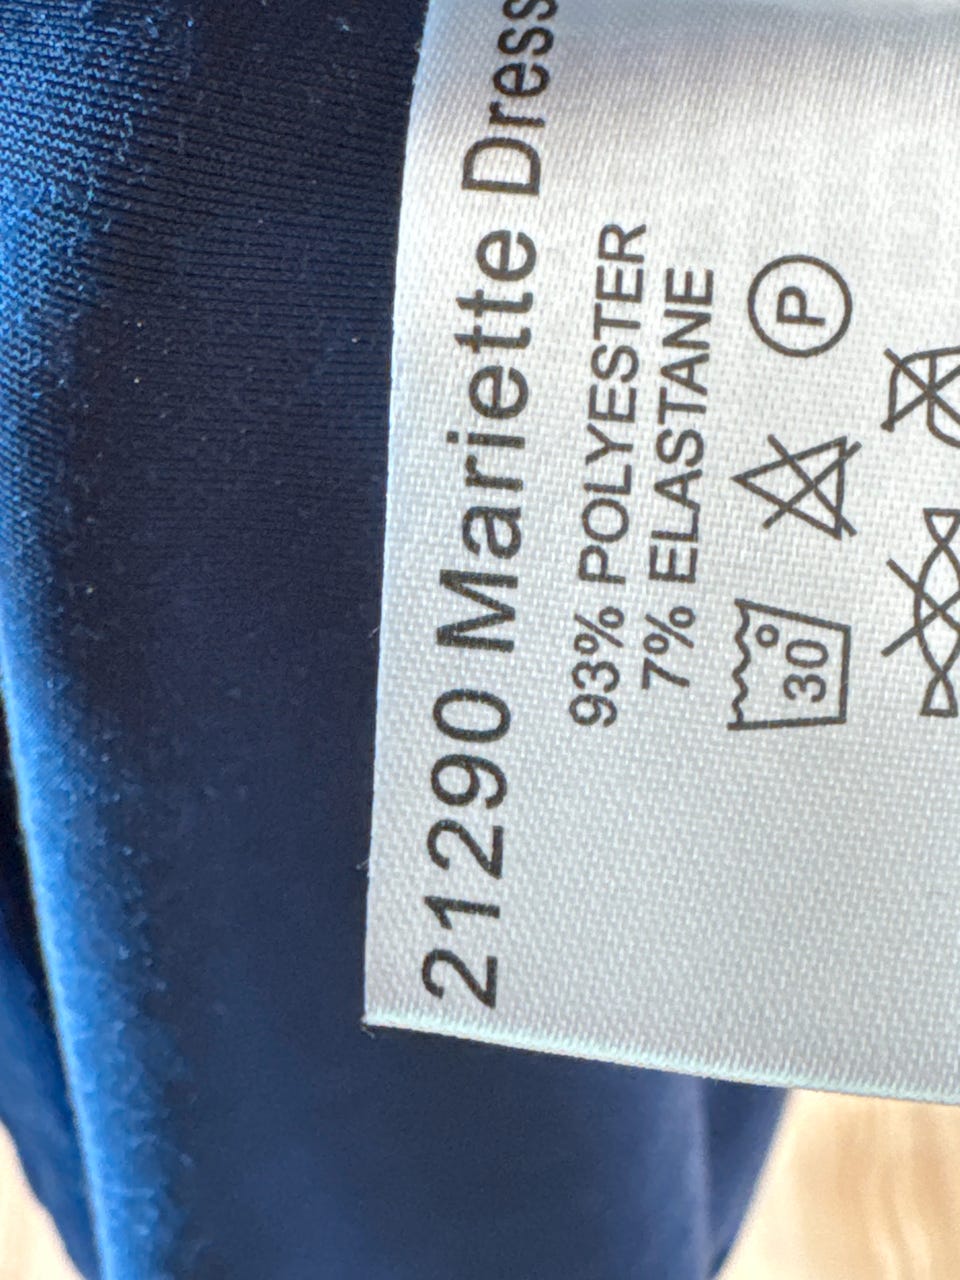 21290 Mariette Dress
93% POLYESTER
7% ELASTANE
30°
P